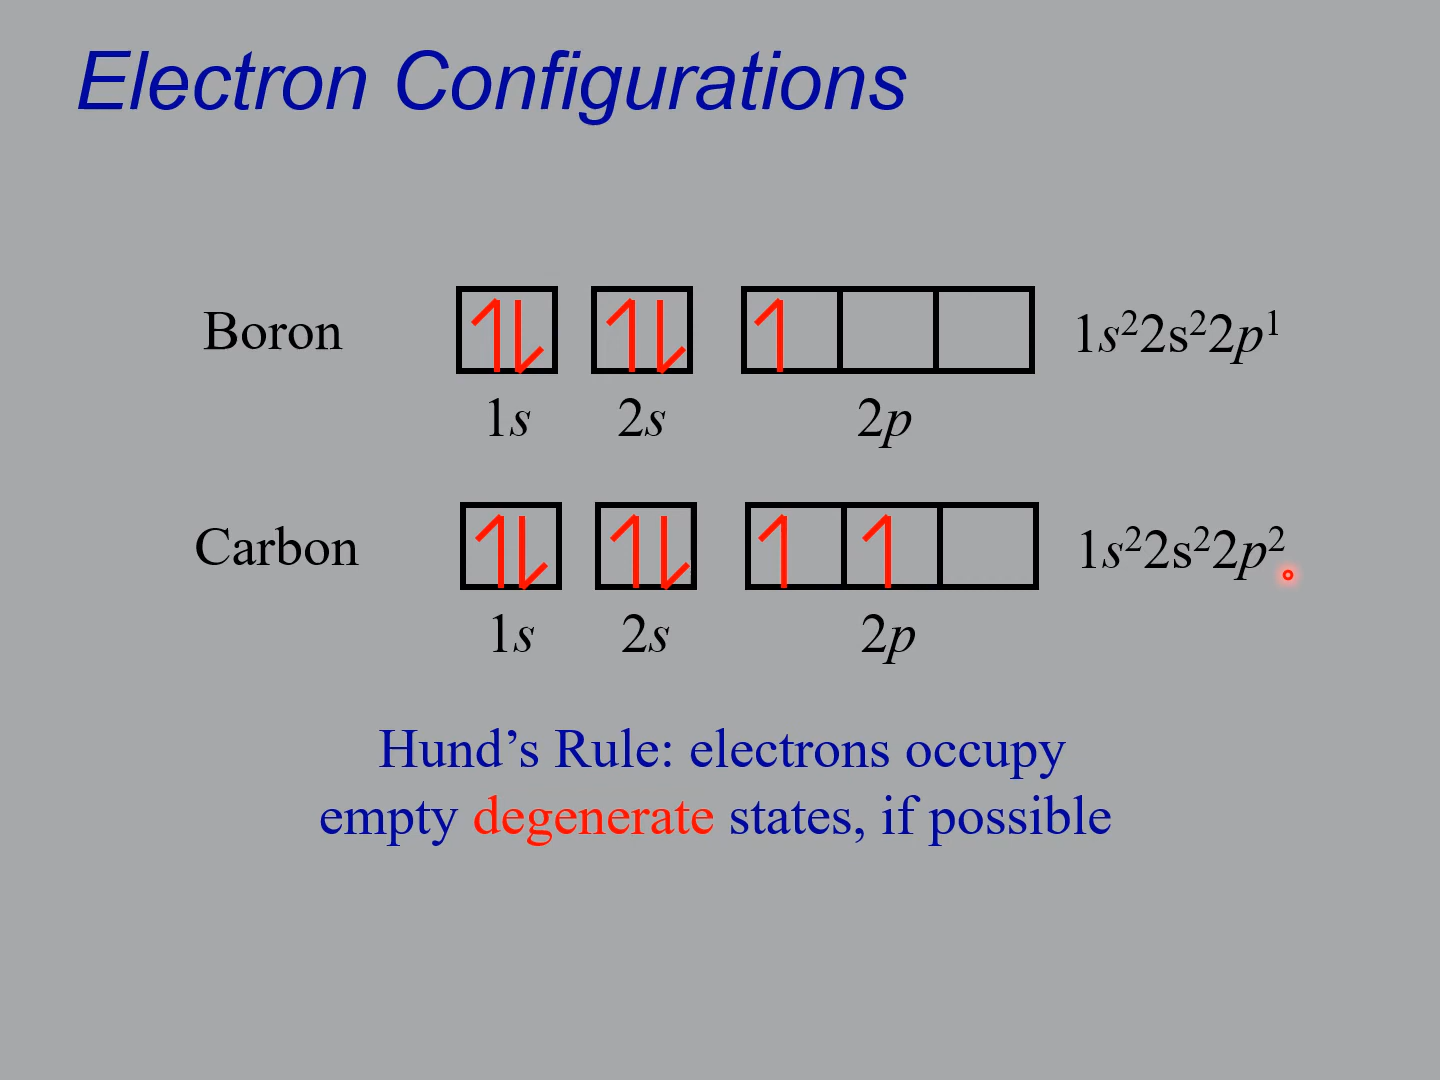 Electron Configurations
Boron 1s²2s²2p¹
1s 2s 2p
Carbon 1s²2s²2p²
1s 2s 2p
Hund’s Rule: electrons occupy
empty degenerate states, if possible